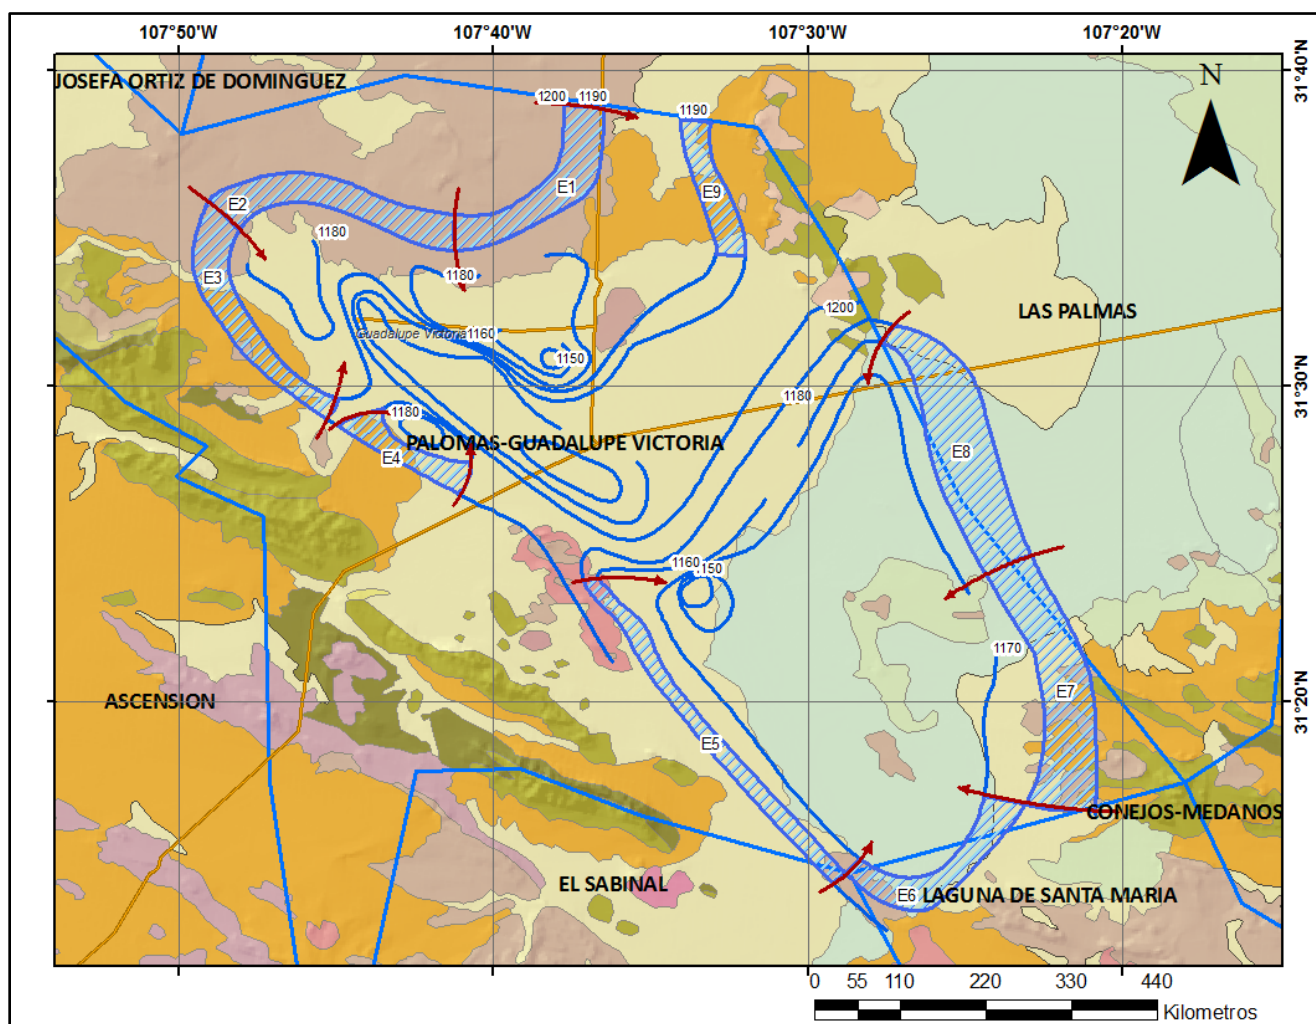 107°50'W 107°40'W 107°30'W 107°20'W
31°40'N
N
JOSEFA ORTIZ DE DOMINGUEZ
1200 1190 1190
E1
E9
E2
1180
E3
1180
1200
LAS PALMAS
Guadalupe Victoria 1160
1150
31°30'N
1180
1180
PALOMAS-GUADALUPE VICTORIA
E4
E8
1160 1150
1170
ASCENSION
E7
31°20'N
E5
CONEJOS-MEDANOS
EL SABINAL
E6 LAGUNA DE SANTA MARIA
0 55 110 220 330 440
Kilometros